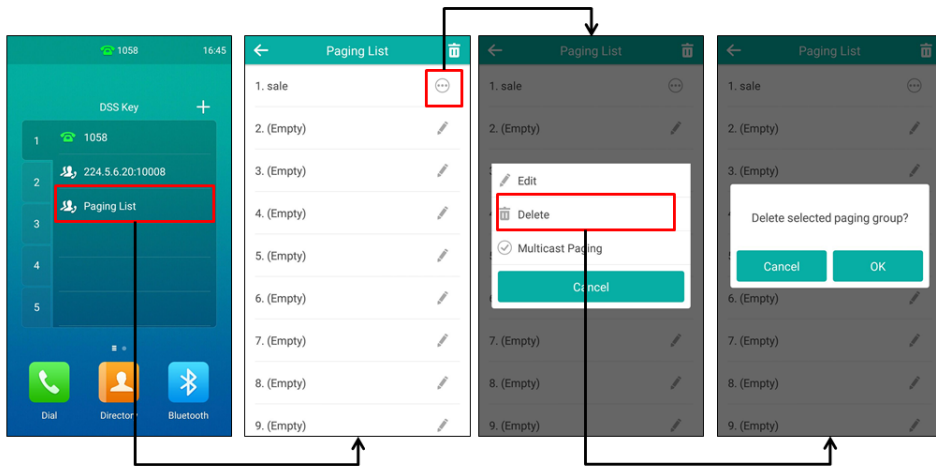 1058 16:45
DSS Key
1 1058
2 224.5.6.20:10008
Paging List
3
4
5
Dial Directory Bluetooth
Paging List
1. sale
2. (Empty)
3. (Empty)
4. (Empty)
5. (Empty)
6. (Empty)
7. (Empty)
8. (Empty)
9. (Empty)
Paging List
1. sale
2. (Empty)
Edit
Delete
Multicast Paging
Cancel
7. (Empty)
8. (Empty)
9. (Empty)
Paging List
1. sale
2. (Empty)
3. (Empty)
Delete selected paging group?
Cancel OK
6. (Empty)
7. (Empty)
8. (Empty)
9. (Empty)